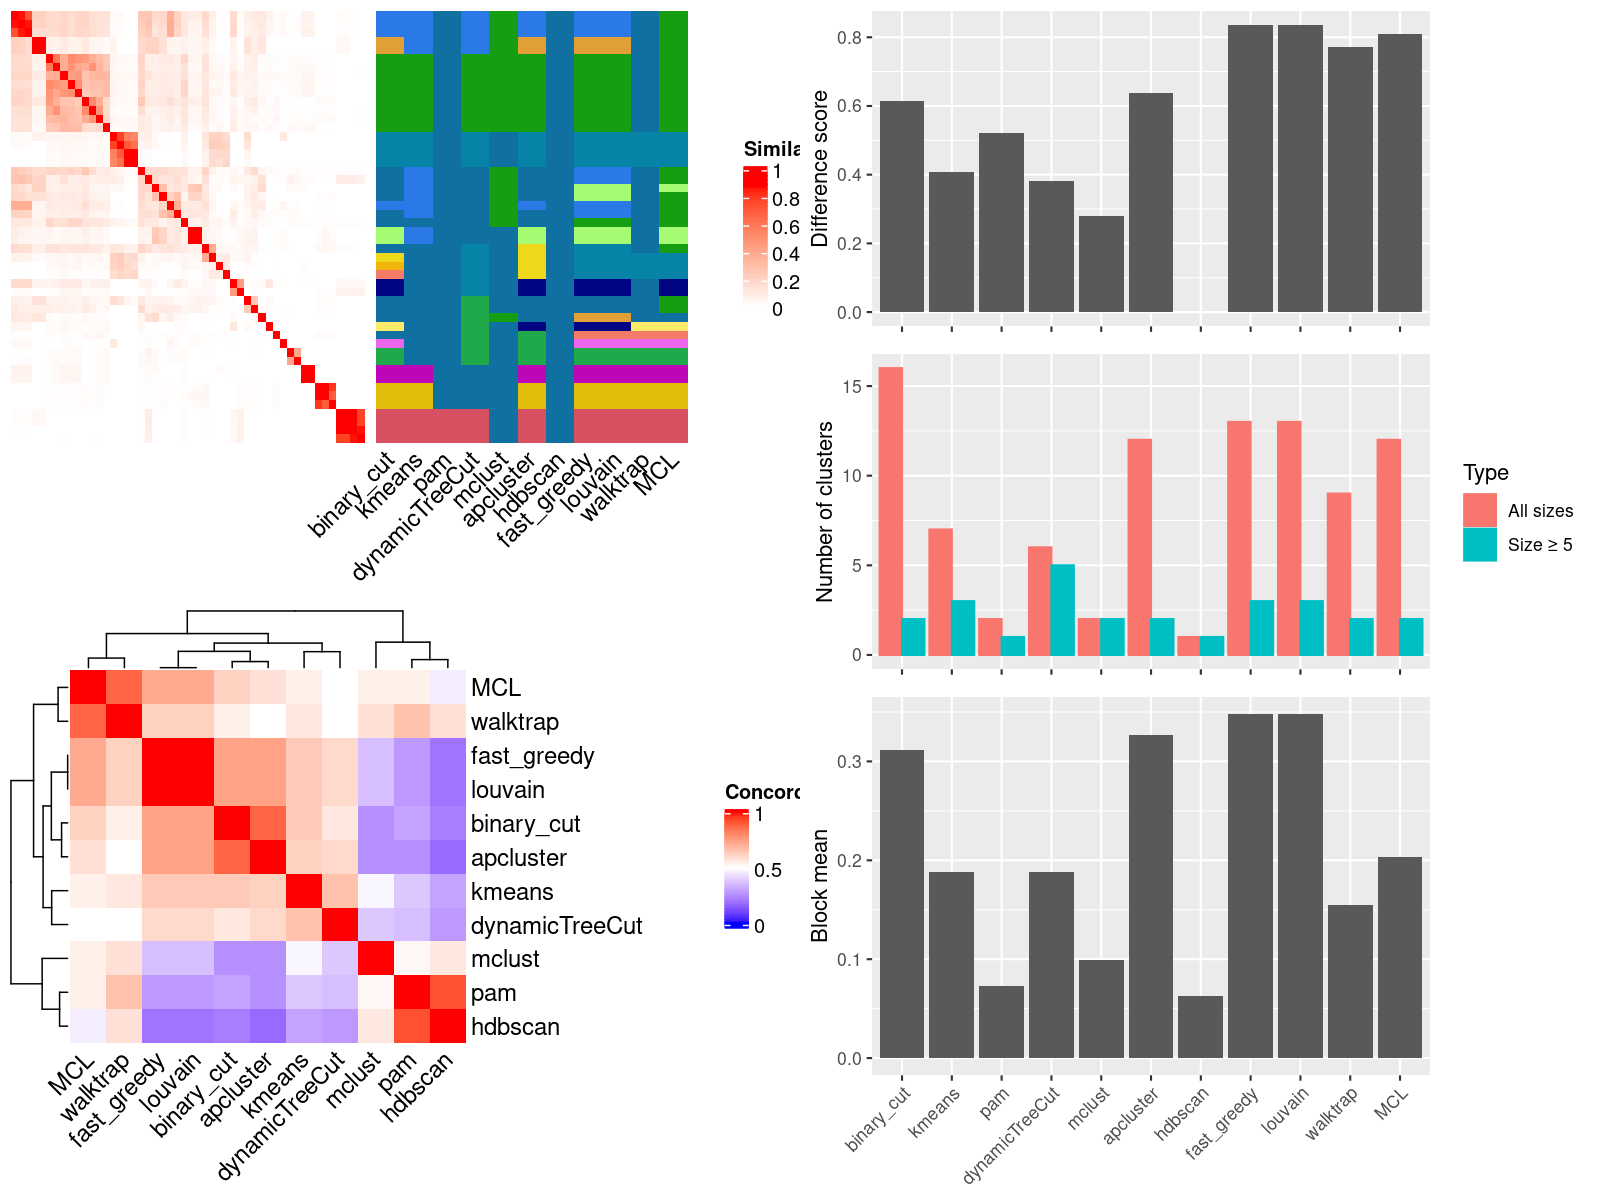 Simila
1
0.8
0.6
0.4
0.2
0
binary_cut
kmeans
pam
dynamicTreeCut
mclust
apcluster
hdbscan
fast_greedy
louvain
walktrap
MCL
MCL
walktrap
fast_greedy
louvain
binary_cut
apcluster
kmeans
dynamicTreeCut
mclust
pam
hdbscan
MCL
walktrap
fast_greedy
louvain
binary_cut
apcluster
kmeans
dynamicTreeCut
mclust
pam
hdbscan
Concord
1
0.5
0
Difference score
0.8
0.6
0.4
0.2
0.0
Number of clusters
15
10
5
0
Type
All sizes
Size ≥ 5
Block mean
0.3
0.2
0.1
0.0
binary_cut
kmeans
pam
dynamicTreeCut
mclust
apcluster
hdbscan
fast_greedy
louvain
walktrap
MCL